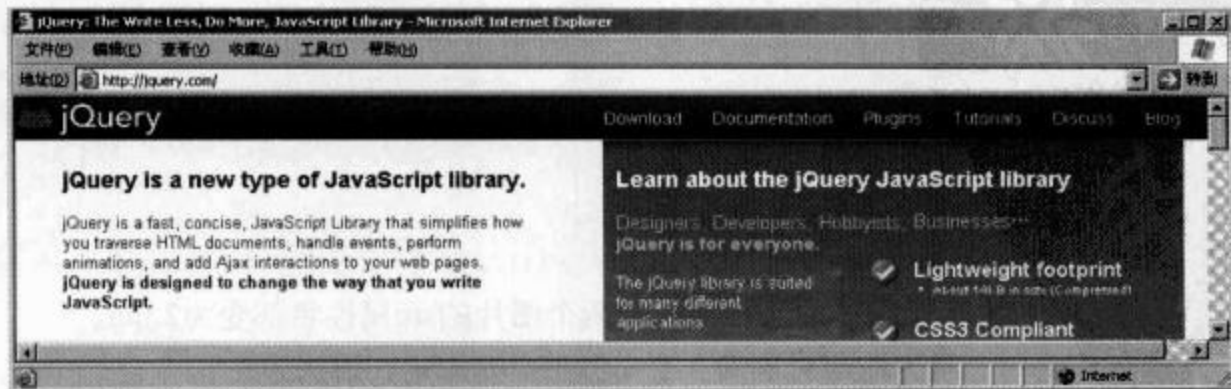 jQuery: The Write Less, Do More, JavaScript Library - Microsoft Internet Explorer
文件(F) 编辑(E) 查看(V) 收藏(A) 工具(T) 帮助(H)
地址(D) http://jquery.com/ 转到
jQuery Download Documentation Plugins Tutorials Discuss Blog
jQuery is a new type of JavaScript library.
jQuery is a fast, concise, JavaScript Library that simplifies how
you traverse HTML documents, handle events, perform
animations, and add Ajax interactions to your web pages.
jQuery is designed to change the way that you write
JavaScript.
Learn about the jQuery JavaScript library
Designers, Developers, Hobbyists, Businesses...
jQuery is for everyone.
The jQuery library is suited
for many different
applications
Lightweight footprint
in size (Compressed)
CSS3 Compliant
Internet